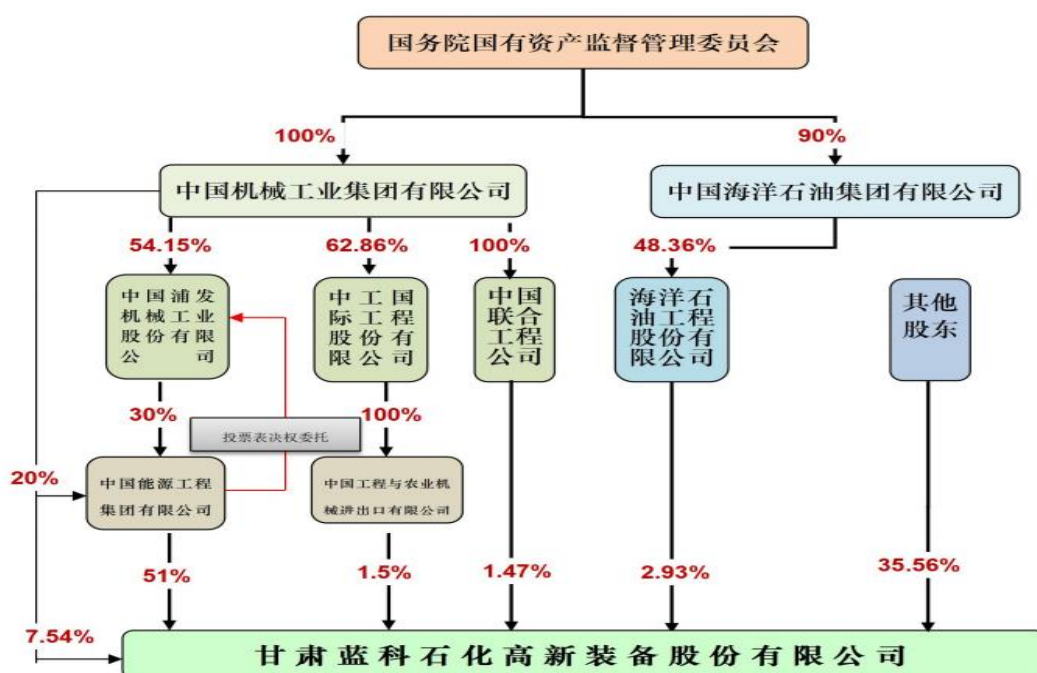 国务院国有资产监督管理委员会
100%
90%
中国机械工业集团有限公司
中国海洋石油集团有限公司
54.15%
62.86%
100%
48.36%
中国浦发
机械工业
股份有限
公司
中工国
际工程
股份有
限公司
中国
联合
工程
公司
海洋石
油工程
股份有
限公司
其他
股东
30%
100%
投票表决权委托
20%
中国能源工程
集团有限公司
中国工程与农业机
械进出口有限公司
51%
1.5%
1.47%
2.93%
35.56%
7.54%
甘肃蓝科石化高新装备股份有限公司